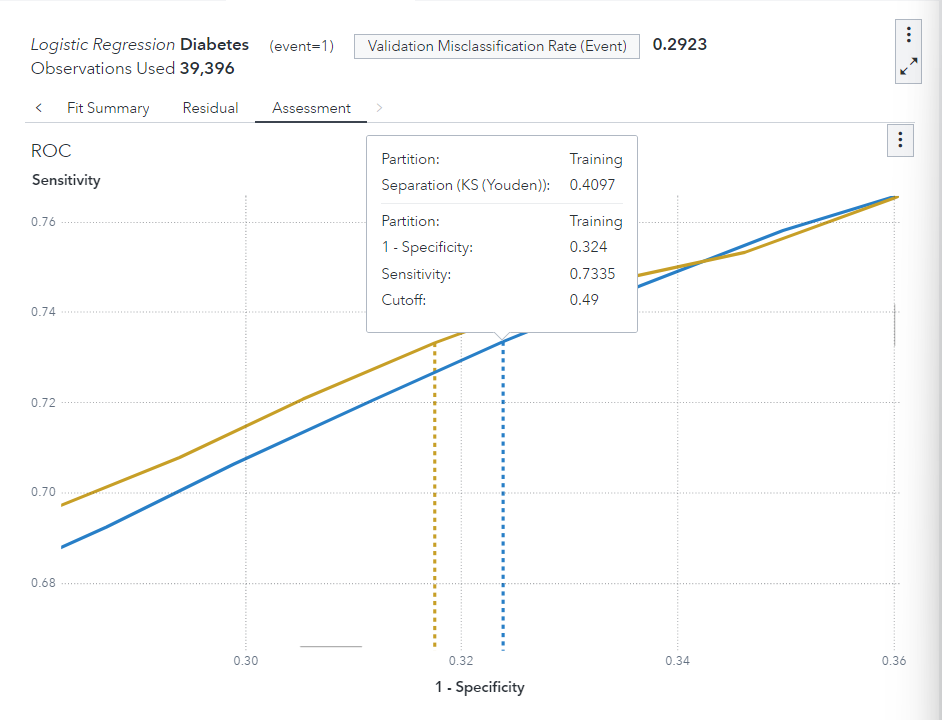 Logistic Regression Diabetes (event=1) Validation Misclassification Rate (Event) 0.2923
Observations Used 39,396
Fit Summary Residual Assessment
ROC
Sensitivity
Partition: Training
Separation (KS (Youden)): 0.4097
Partition: Training
1 - Specificity: 0.324
Sensitivity: 0.7335
Cutoff: 0.49
0.76
0.74
0.72
0.70
0.68
0.30 0.32 0.34 0.36
1 - Specificity